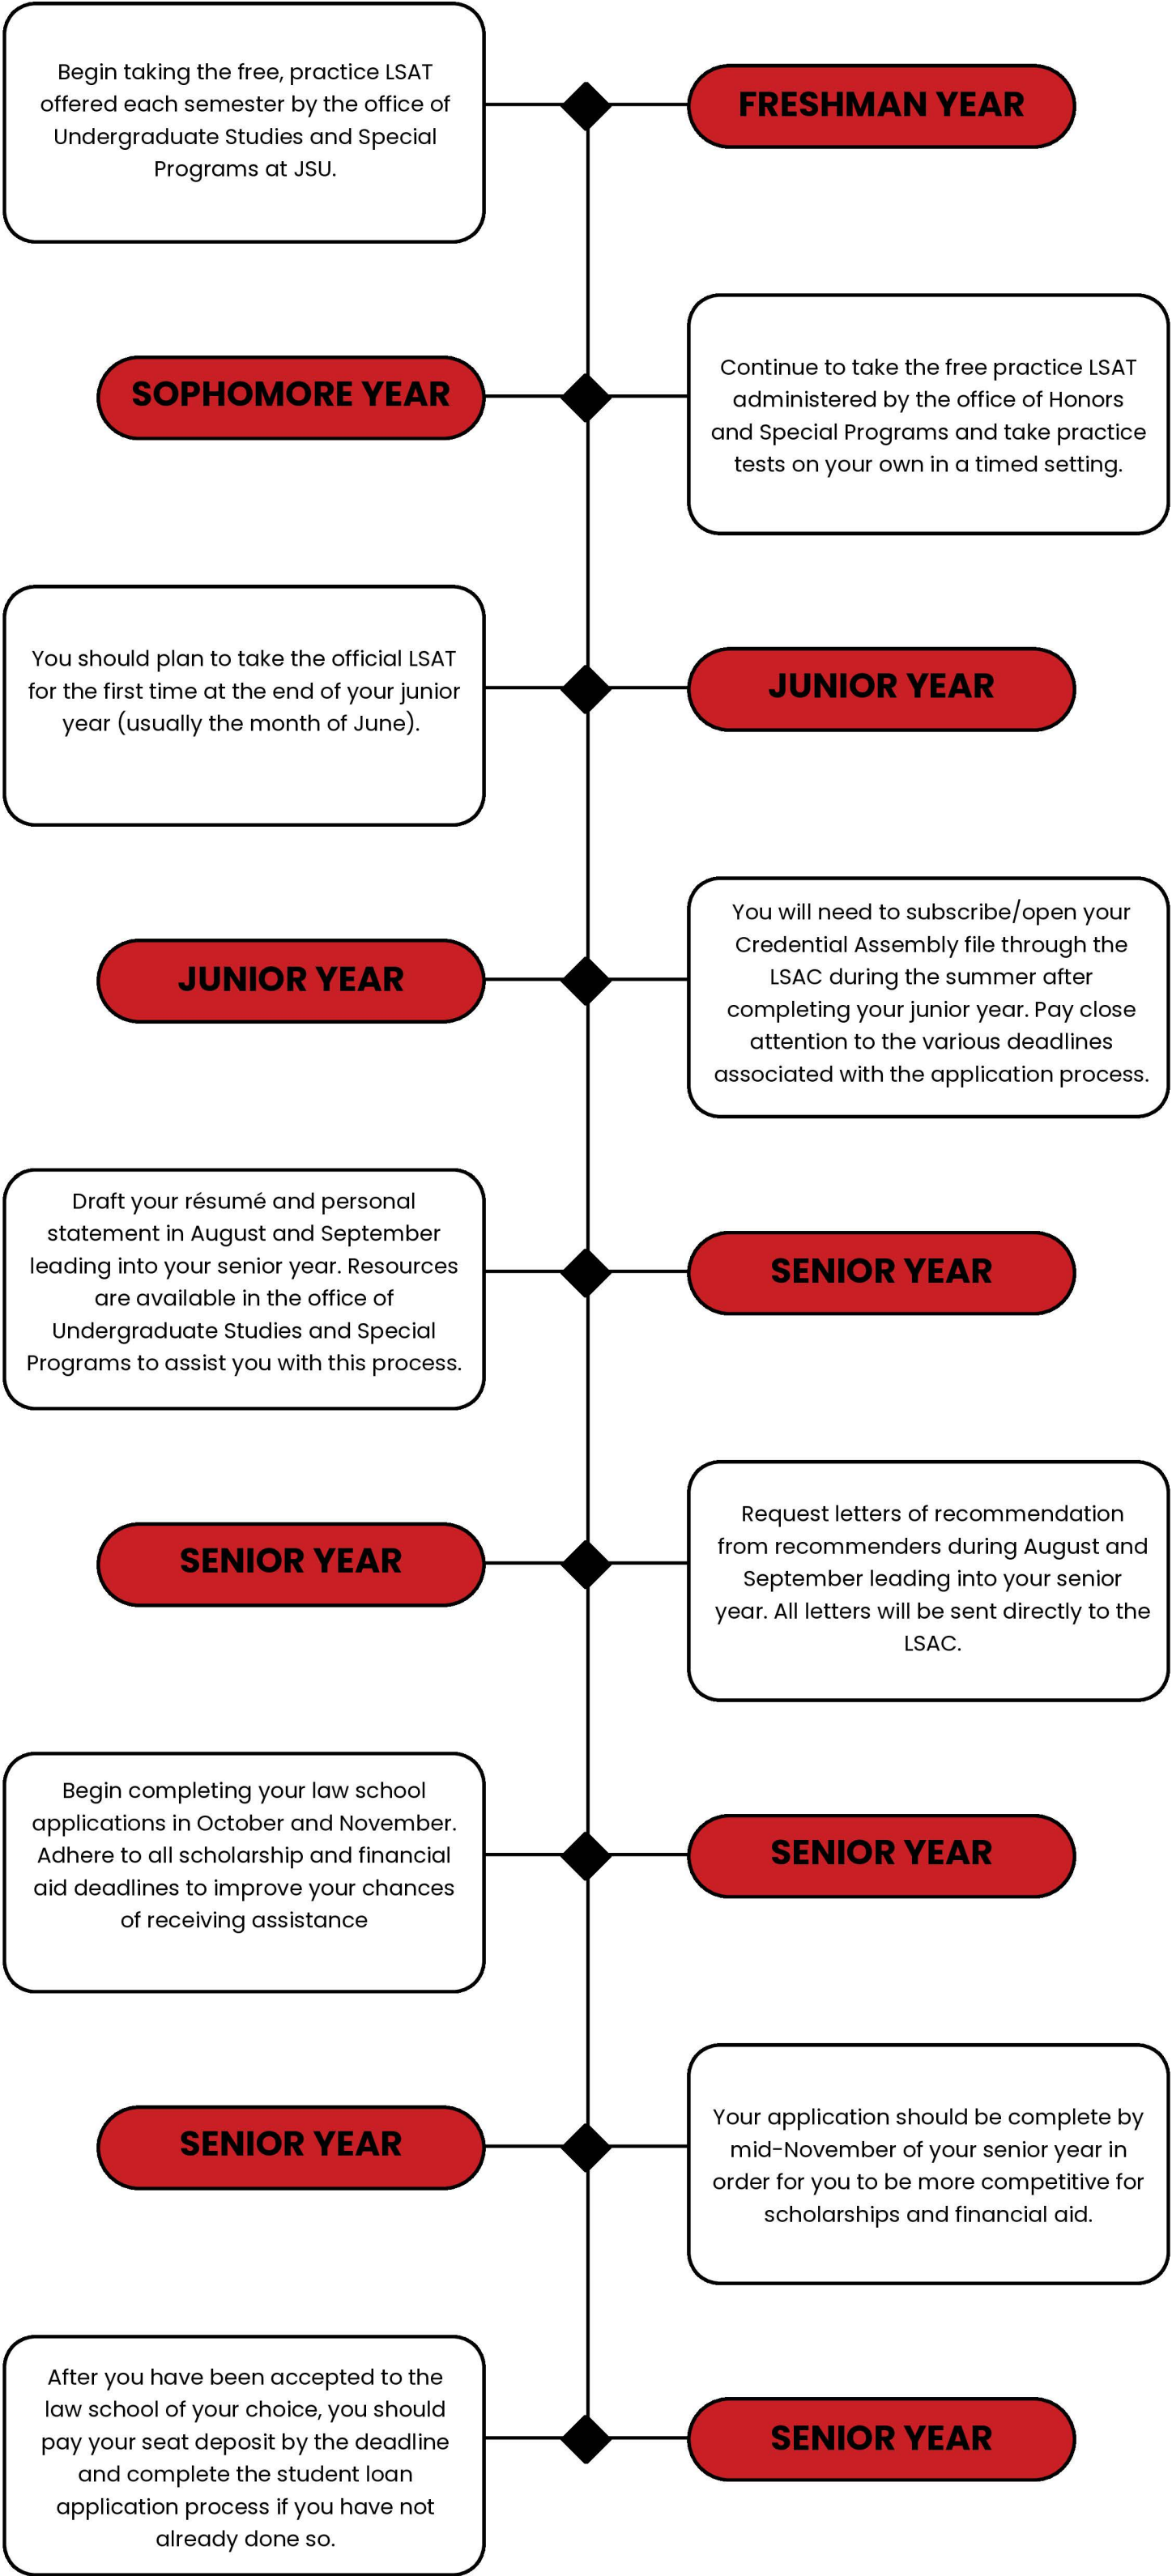 Begin taking the free, practice LSAT
offered each semester by the office of
Undergraduate Studies and Special
Programs at JSU.
FRESHMAN YEAR
SOPHOMORE YEAR
Continue to take the free practice LSAT
administered by the office of Honors
and Special Programs and take practice
tests on your own in a timed setting.
You should plan to take the official LSAT
for the first time at the end of your junior
year (usually the month of June).
JUNIOR YEAR
JUNIOR YEAR
You will need to subscribe/open your
Credential Assembly file through the
LSAC during the summer after
completing your junior year. Pay close
attention to the various deadlines
associated with the application process.
Draft your résumé and personal
statement in August and September
leading into your senior year. Resources
are available in the office of
Undergraduate Studies and Special
Programs to assist you with this process.
SENIOR YEAR
SENIOR YEAR
Request letters of recommendation
from recommenders during August and
September leading into your senior
year. All letters will be sent directly to the
LSAC.
Begin completing your law school
applications in October and November.
Adhere to all scholarship and financial
aid deadlines to improve your chances
of receiving assistance
SENIOR YEAR
SENIOR YEAR
Your application should be complete by
mid-November of your senior year in
order for you to be more competitive for
scholarships and financial aid.
After you have been accepted to the
law school of your choice, you should
pay your seat deposit by the deadline
and complete the student loan
application process if you have not
already done so.
SENIOR YEAR